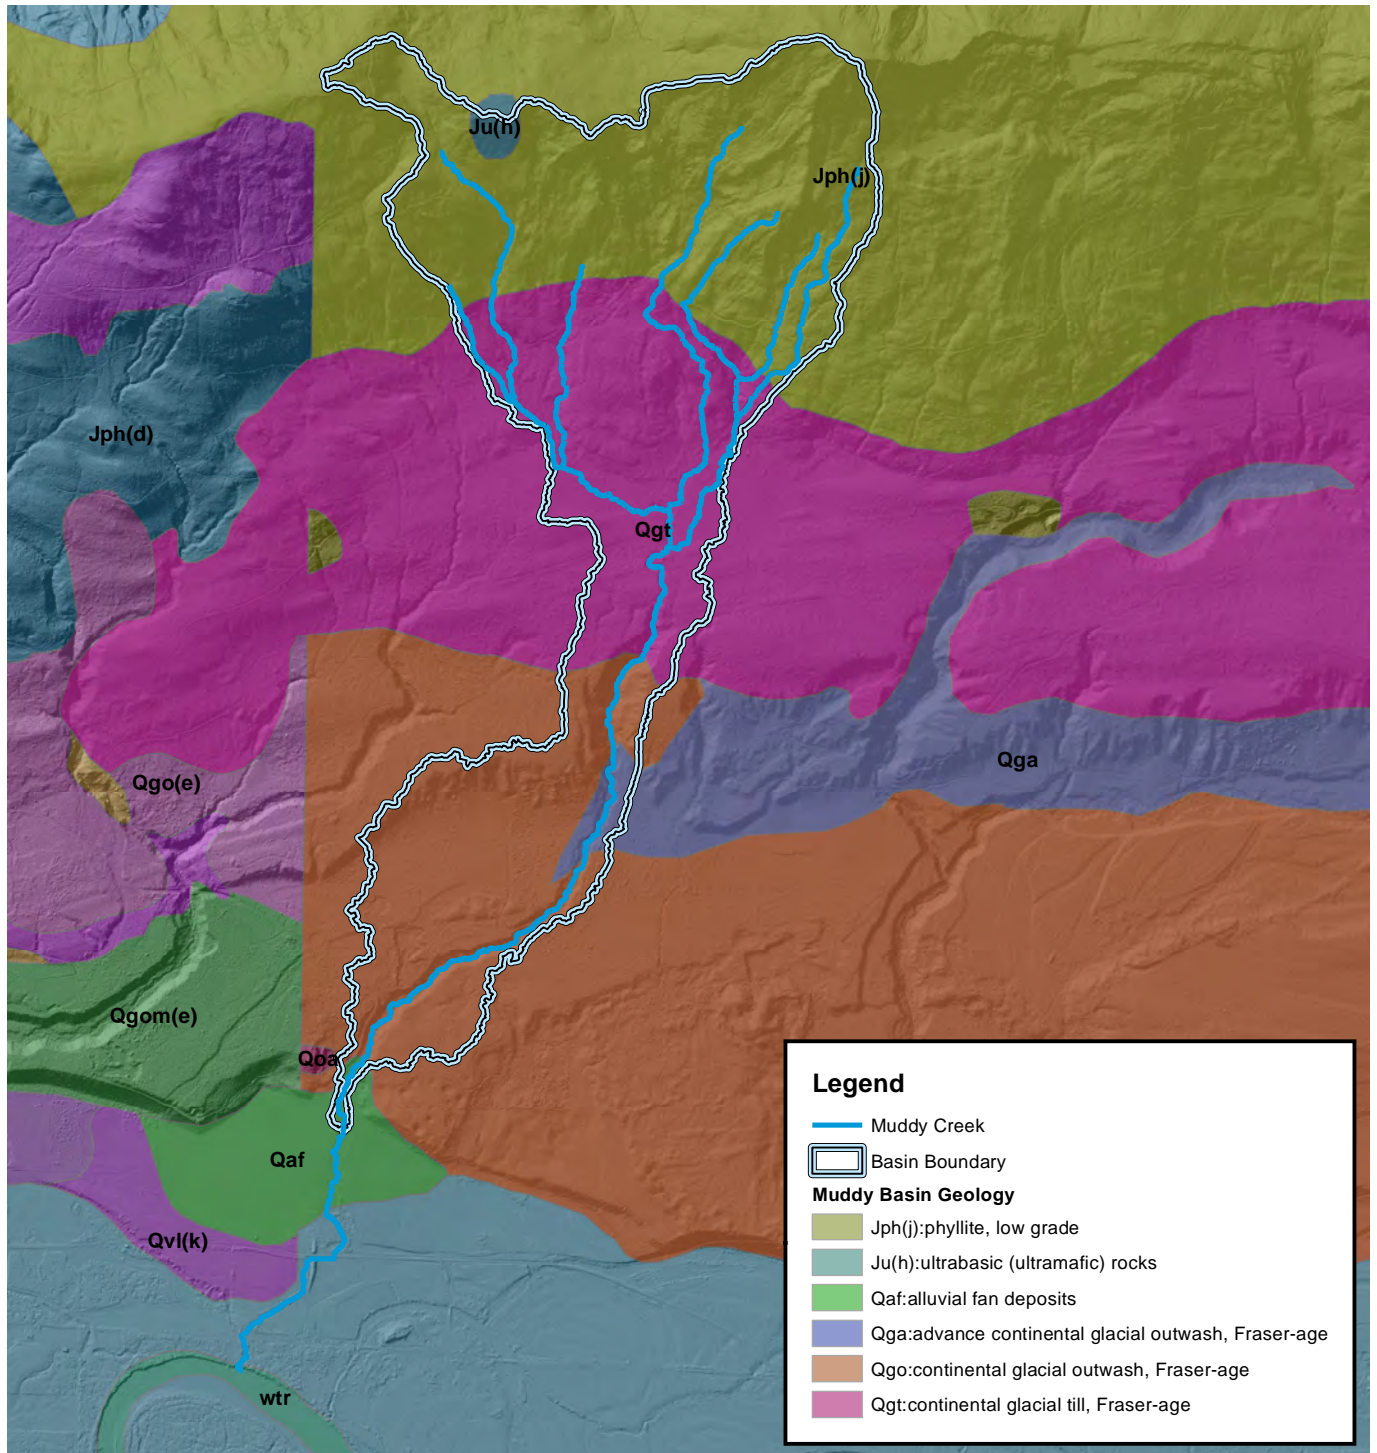 Ju(h)
Jph(j)
Jph(d)
Qgt
Qga
Qgo(e)
Qgom(e)
Qoa
Qaf
Qvl(k)
wtr
Legend
Muddy Creek
Basin Boundary
Muddy Basin Geology
Jph(j):phyllite, low grade
Ju(h):ultrabasic (ultramafic) rocks
Qaf:alluvial fan deposits
Qga:advance continental glacial outwash, Fraser-age
Qgo:continental glacial outwash, Fraser-age
Qgt:continental glacial till, Fraser-age